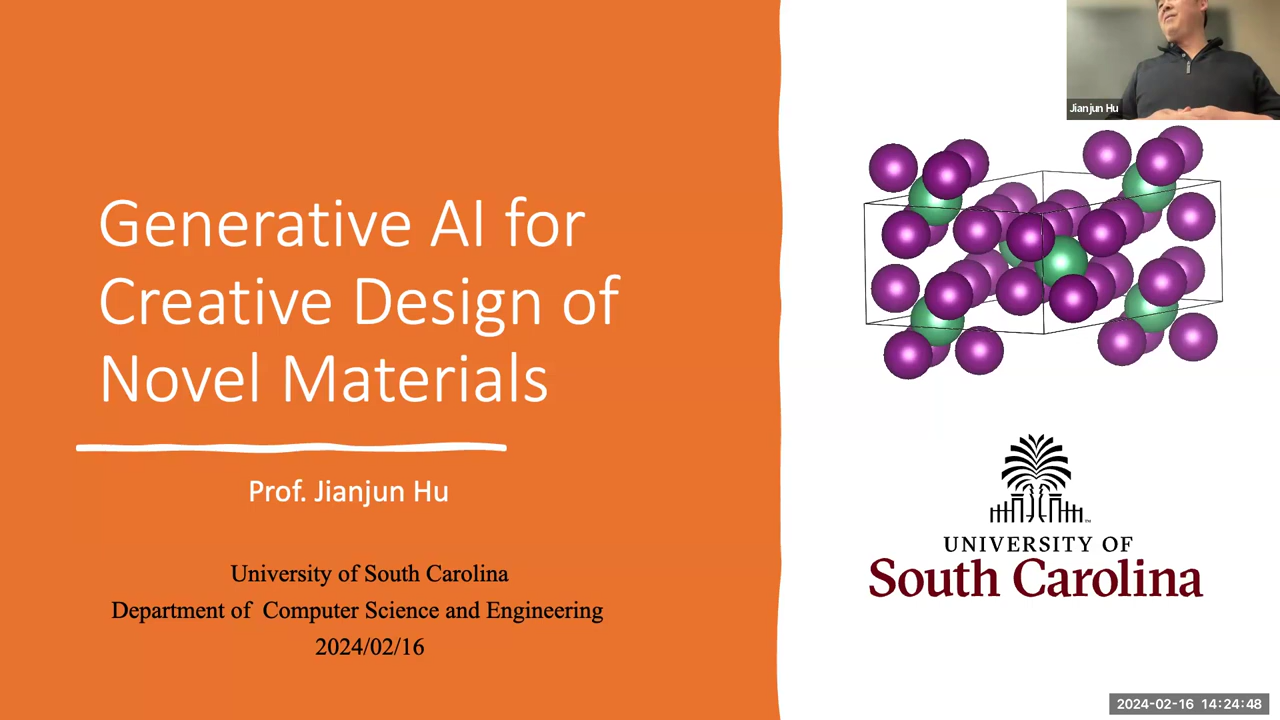 Generative AI for
Creative Design of
Novel Materials
Prof. Jianjun Hu
University of South Carolina
Department of Computer Science and Engineering
2024/02/16
Jianjun Hu
UNIVERSITY OF
South Carolina
2024-02-16 14:24:48